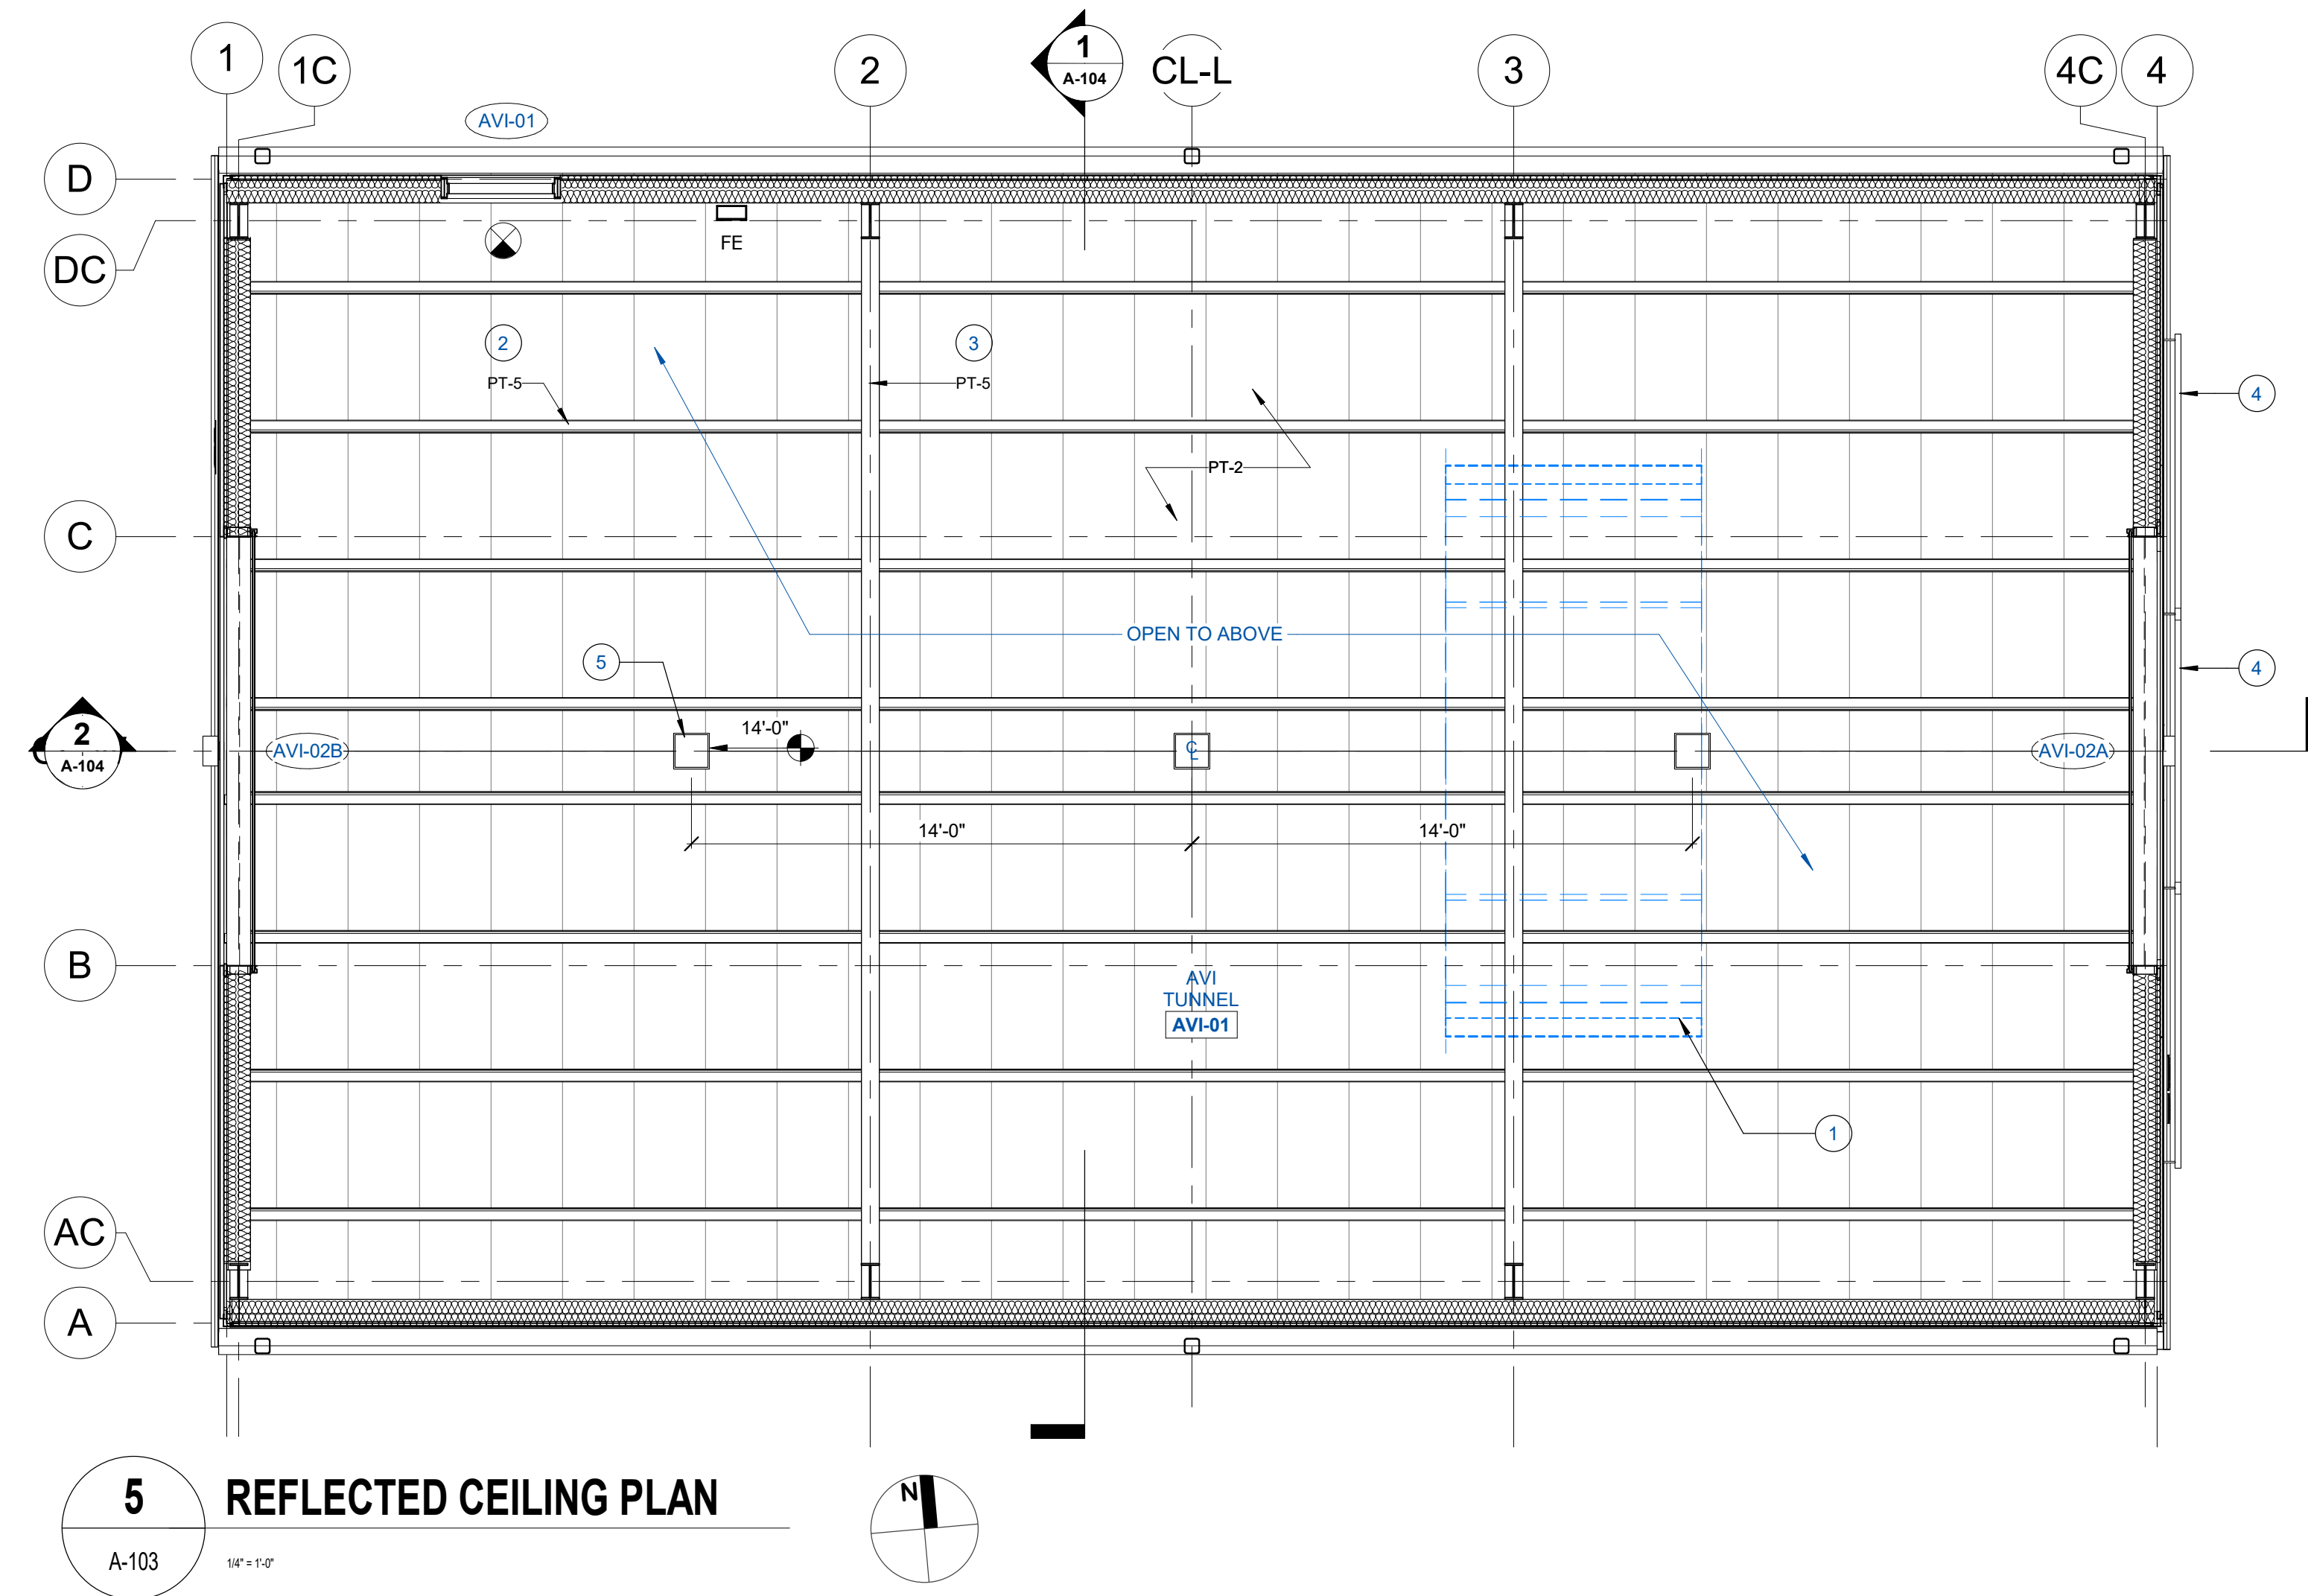 1
1C
2
1
A-104
CL-L
3
4C
4
AVI-01
D
DC
FE
2
3
PT-5
PT-5
4
PT-2
C
OPEN TO ABOVE
5
4
2
A-104
14'-0"
AVI-02B
CL
AVI-02A
14'-0"
14'-0"
B
AVI
TUNNEL
AVI-01
1
AC
A
5
REFLECTED CEILING PLAN
N
A-103
1/4" = 1'-0"